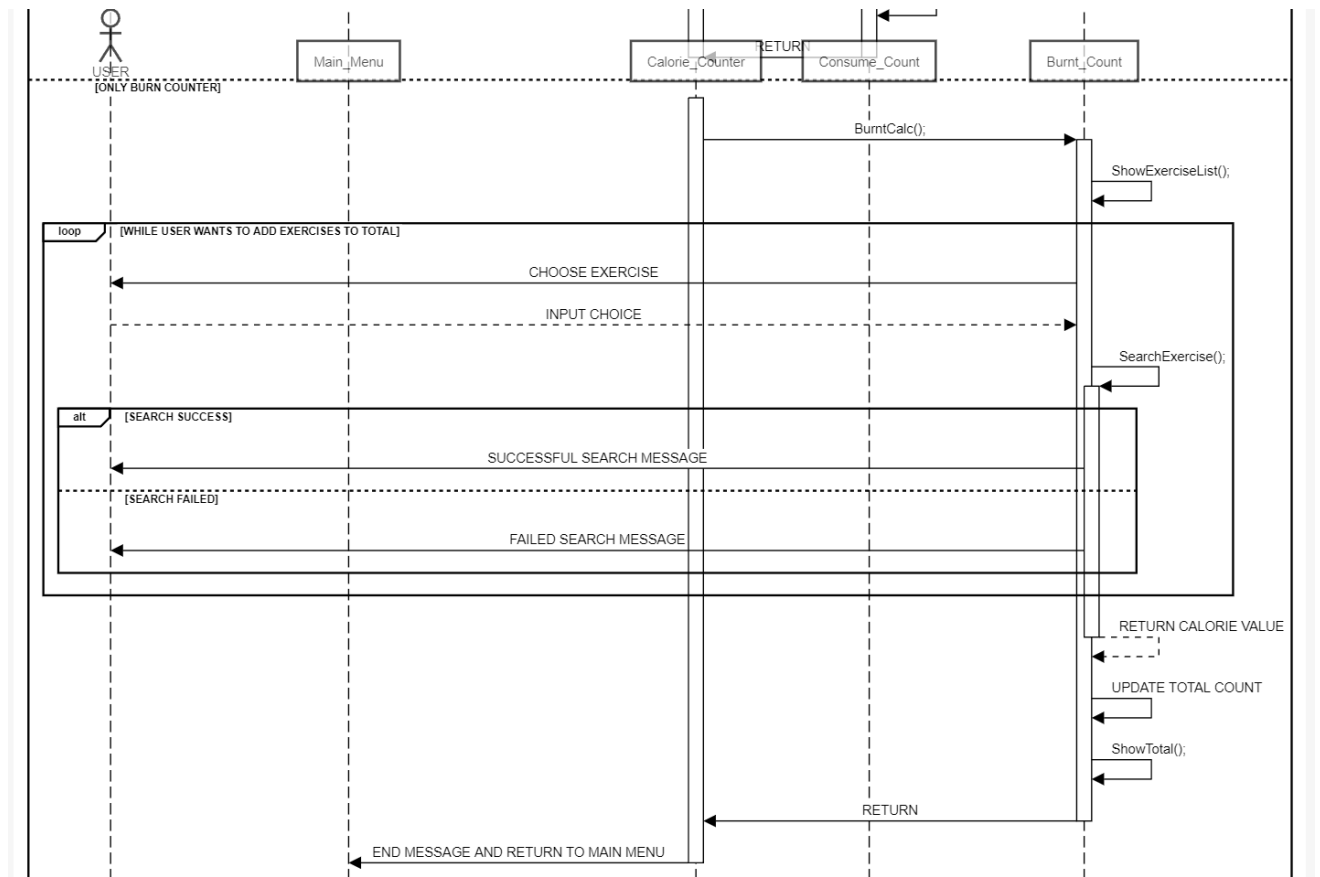 RETURN
USER
Main_Menu
Calorie_Counter
Consume_Count
Burnt_Count
[ONLY BURN COUNTER]
BurntCalc();
ShowExerciseList();
loop
[WHILE USER WANTS TO ADD EXERCISES TO TOTAL]
CHOOSE EXERCISE
INPUT CHOICE
SearchExercise();
alt
[SEARCH SUCCESS]
SUCCESSFUL SEARCH MESSAGE
[SEARCH FAILED]
FAILED SEARCH MESSAGE
RETURN CALORIE VALUE
UPDATE TOTAL COUNT
ShowTotal();
RETURN
END MESSAGE AND RETURN TO MAIN MENU